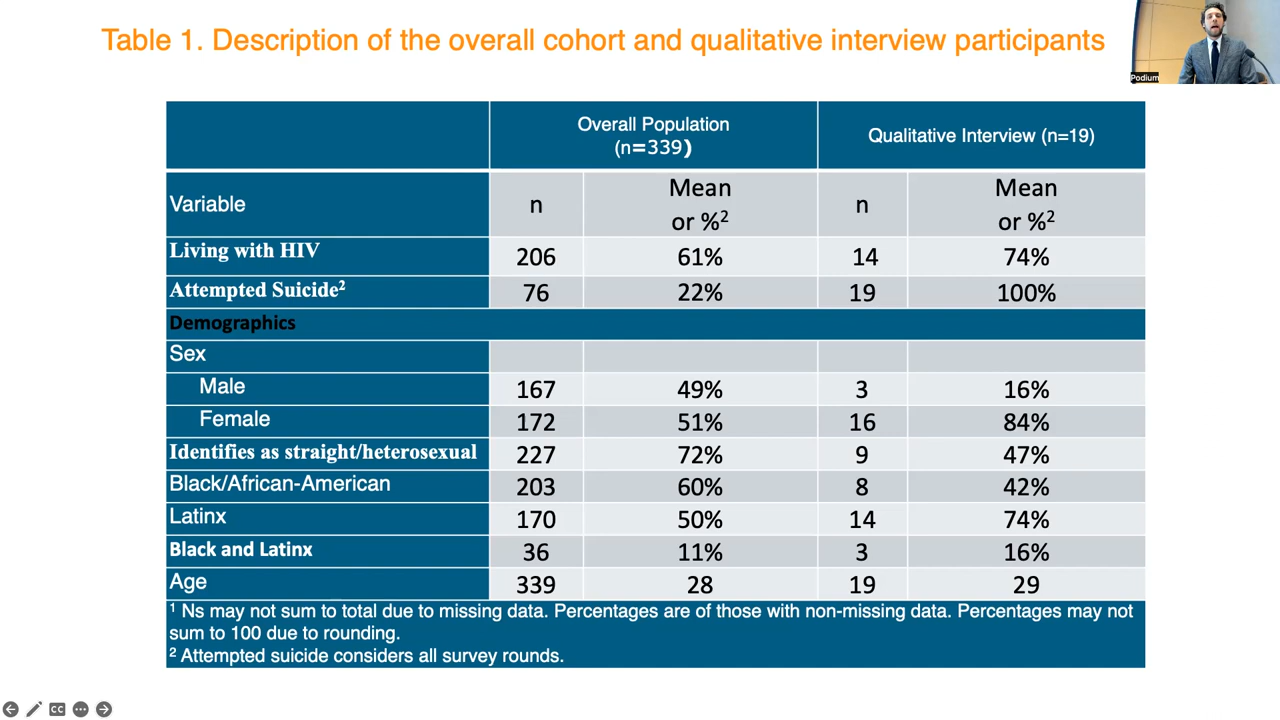 Table 1. Description of the overall cohort and qualitative interview participants
Podium
Overall Population
(n=339)
Qualitative Interview (n=19)
Variable
n
Mean
or %²
n
Mean
or %²
Living with HIV 206 61% 14 74%
Attempted Suicide² 76 22% 19 100%
Demographics
Sex
Male 167 49% 3 16%
Female 172 51% 16 84%
Identifies as straight/heterosexual 227 72% 9 47%
Black/African-American 203 60% 8 42%
Latinx 170 50% 14 74%
Black and Latinx 36 11% 3 16%
Age 339 28 19 29
¹ Ns may not sum to total due to missing data. Percentages are of those with non-missing data. Percentages may not
sum to 100 due to rounding.
² Attempted suicide considers all survey rounds.
CC